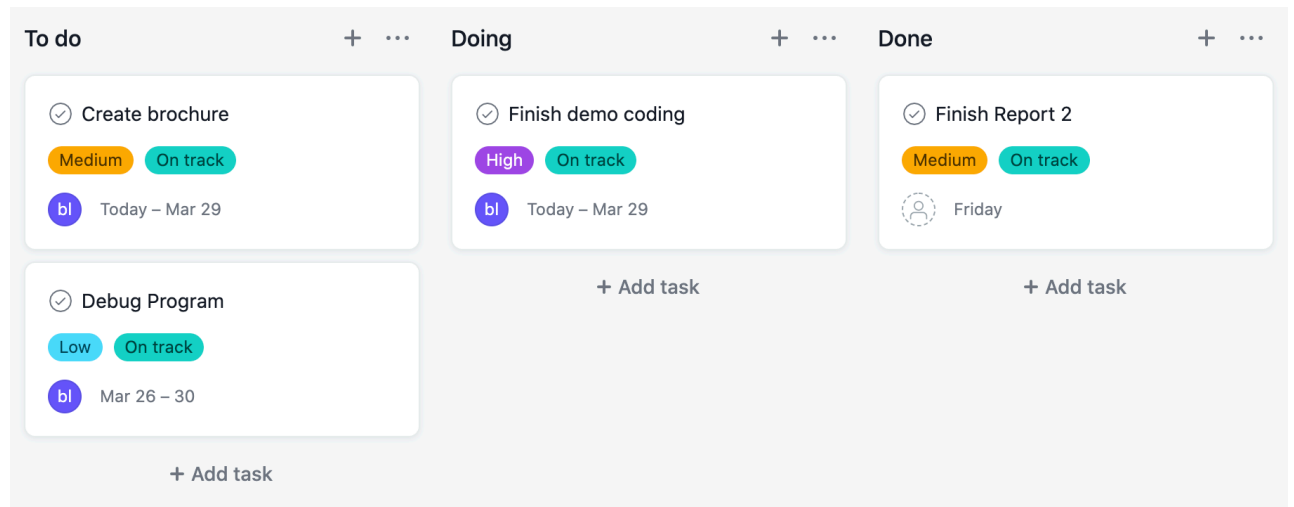 To do
Create brochure
Medium On track
bl Today – Mar 29
Debug Program
Low On track
bl Mar 26 – 30
+ Add task
Doing
Finish demo coding
High On track
bl Today – Mar 29
+ Add task
Done
Finish Report 2
Medium On track
Friday
+ Add task